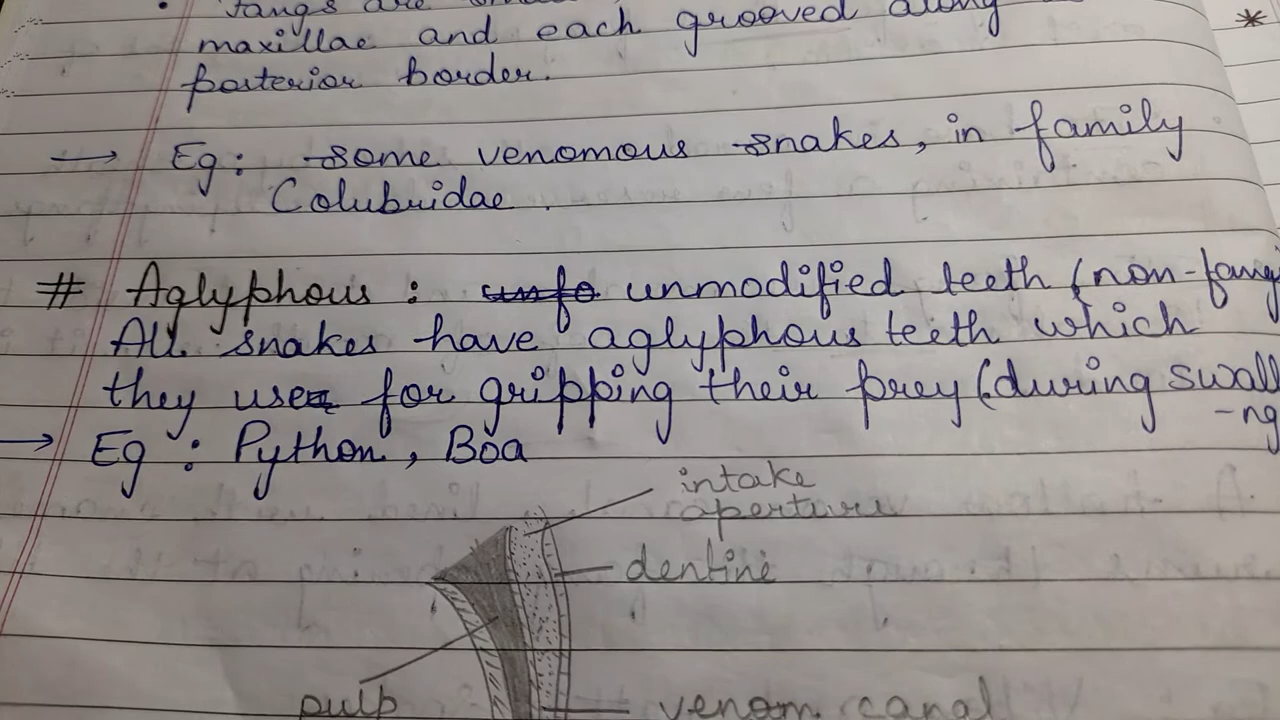 fangs are
maxillae and each grooved along
posterior border.
*
→ Eg: some venomous snakes, in family
Colubridae.
# Aglyphous: unmodified teeth (non-fang
All snakes have aglyphous teeth which
they use for gripping their prey (during swall
-ng
→ Eg: Python, Boa
intake
aperture
dentine
pulp
venom canal